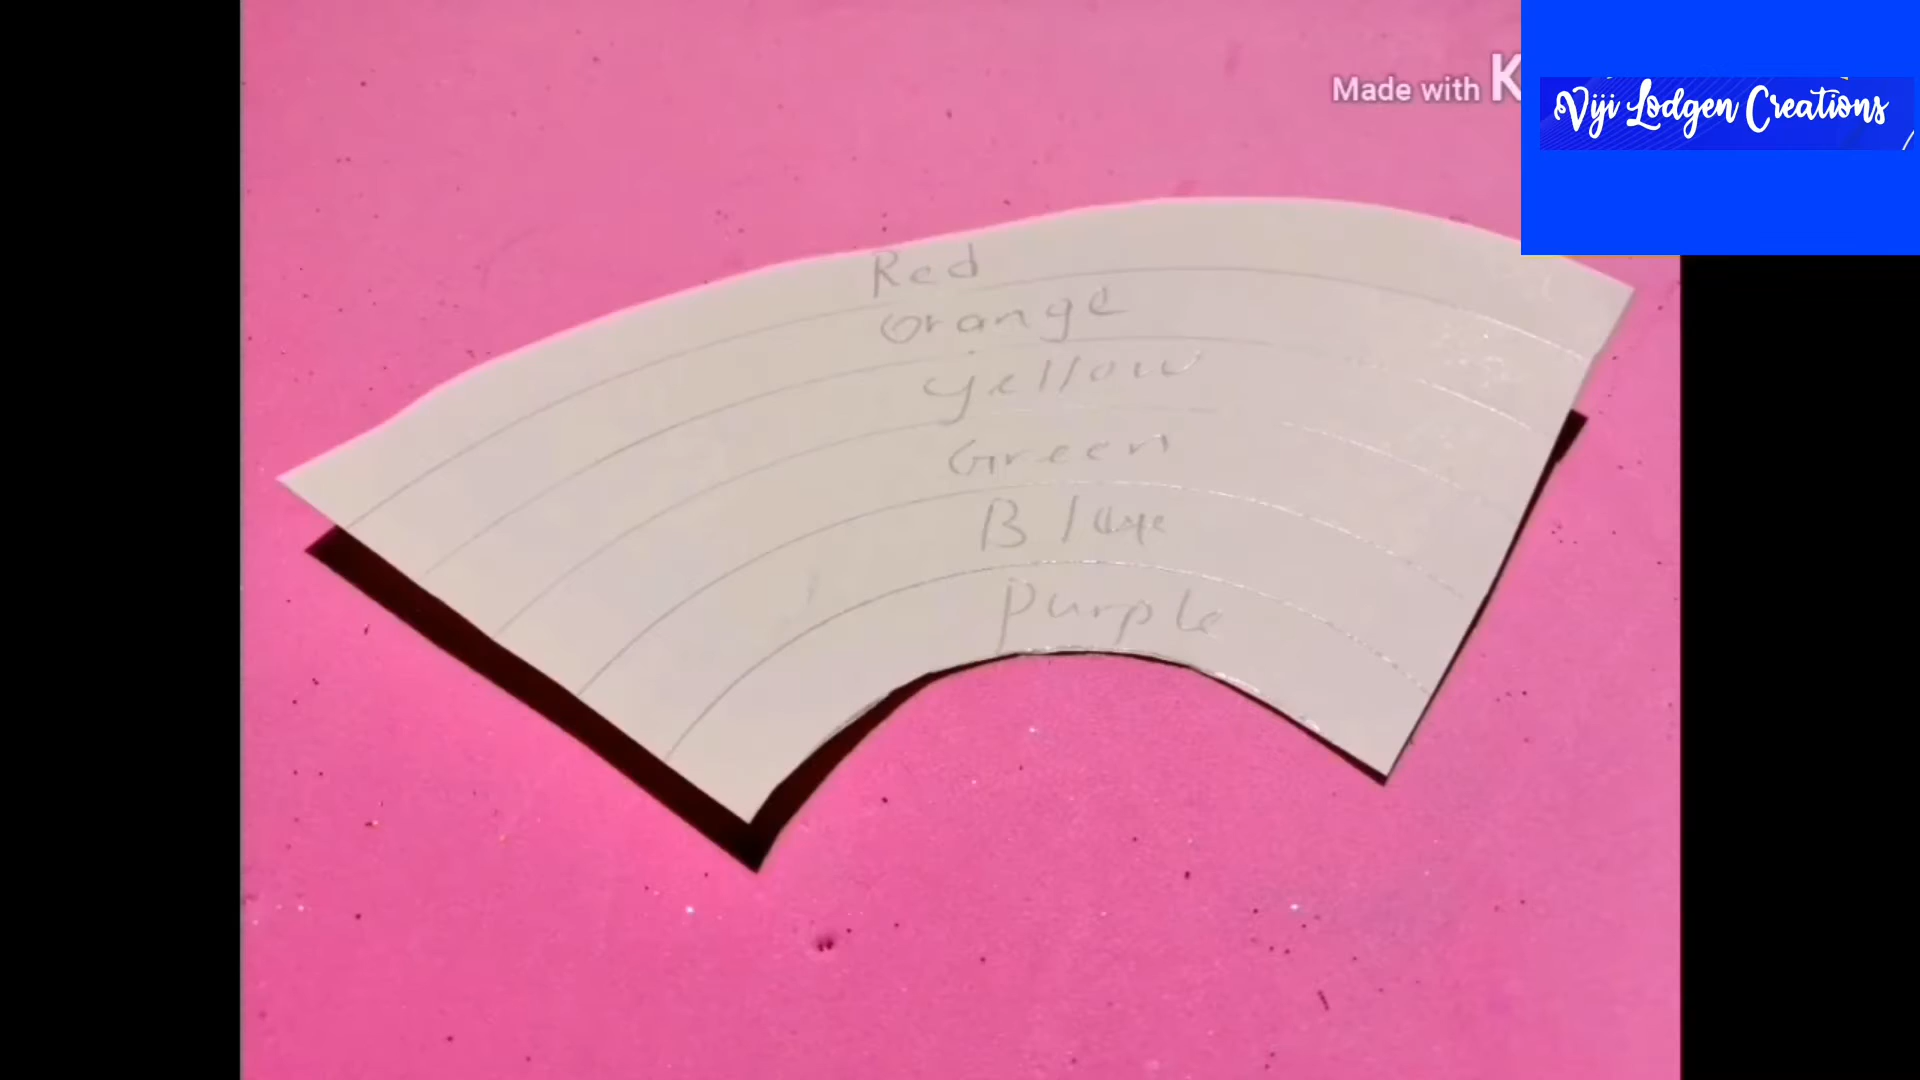 Made with K
Viji Lodgen Creations
Red
Orange
Yellow
Green
Blue
Purple